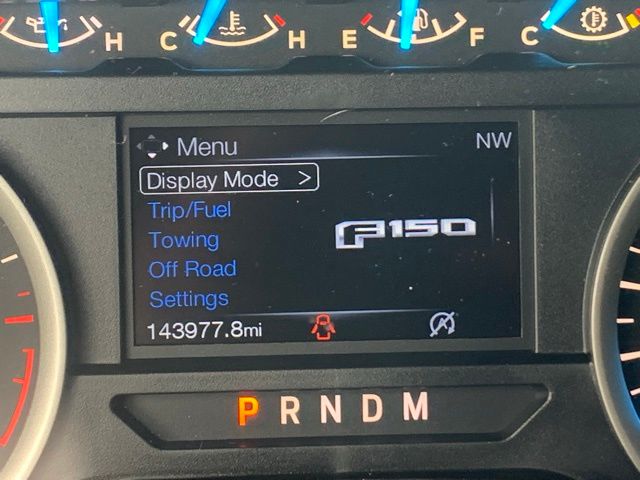 H C H E F C
Menu NW
Display Mode >
Trip/Fuel
F150
Towing
Off Road
Settings
143977.8mi
P R N D M